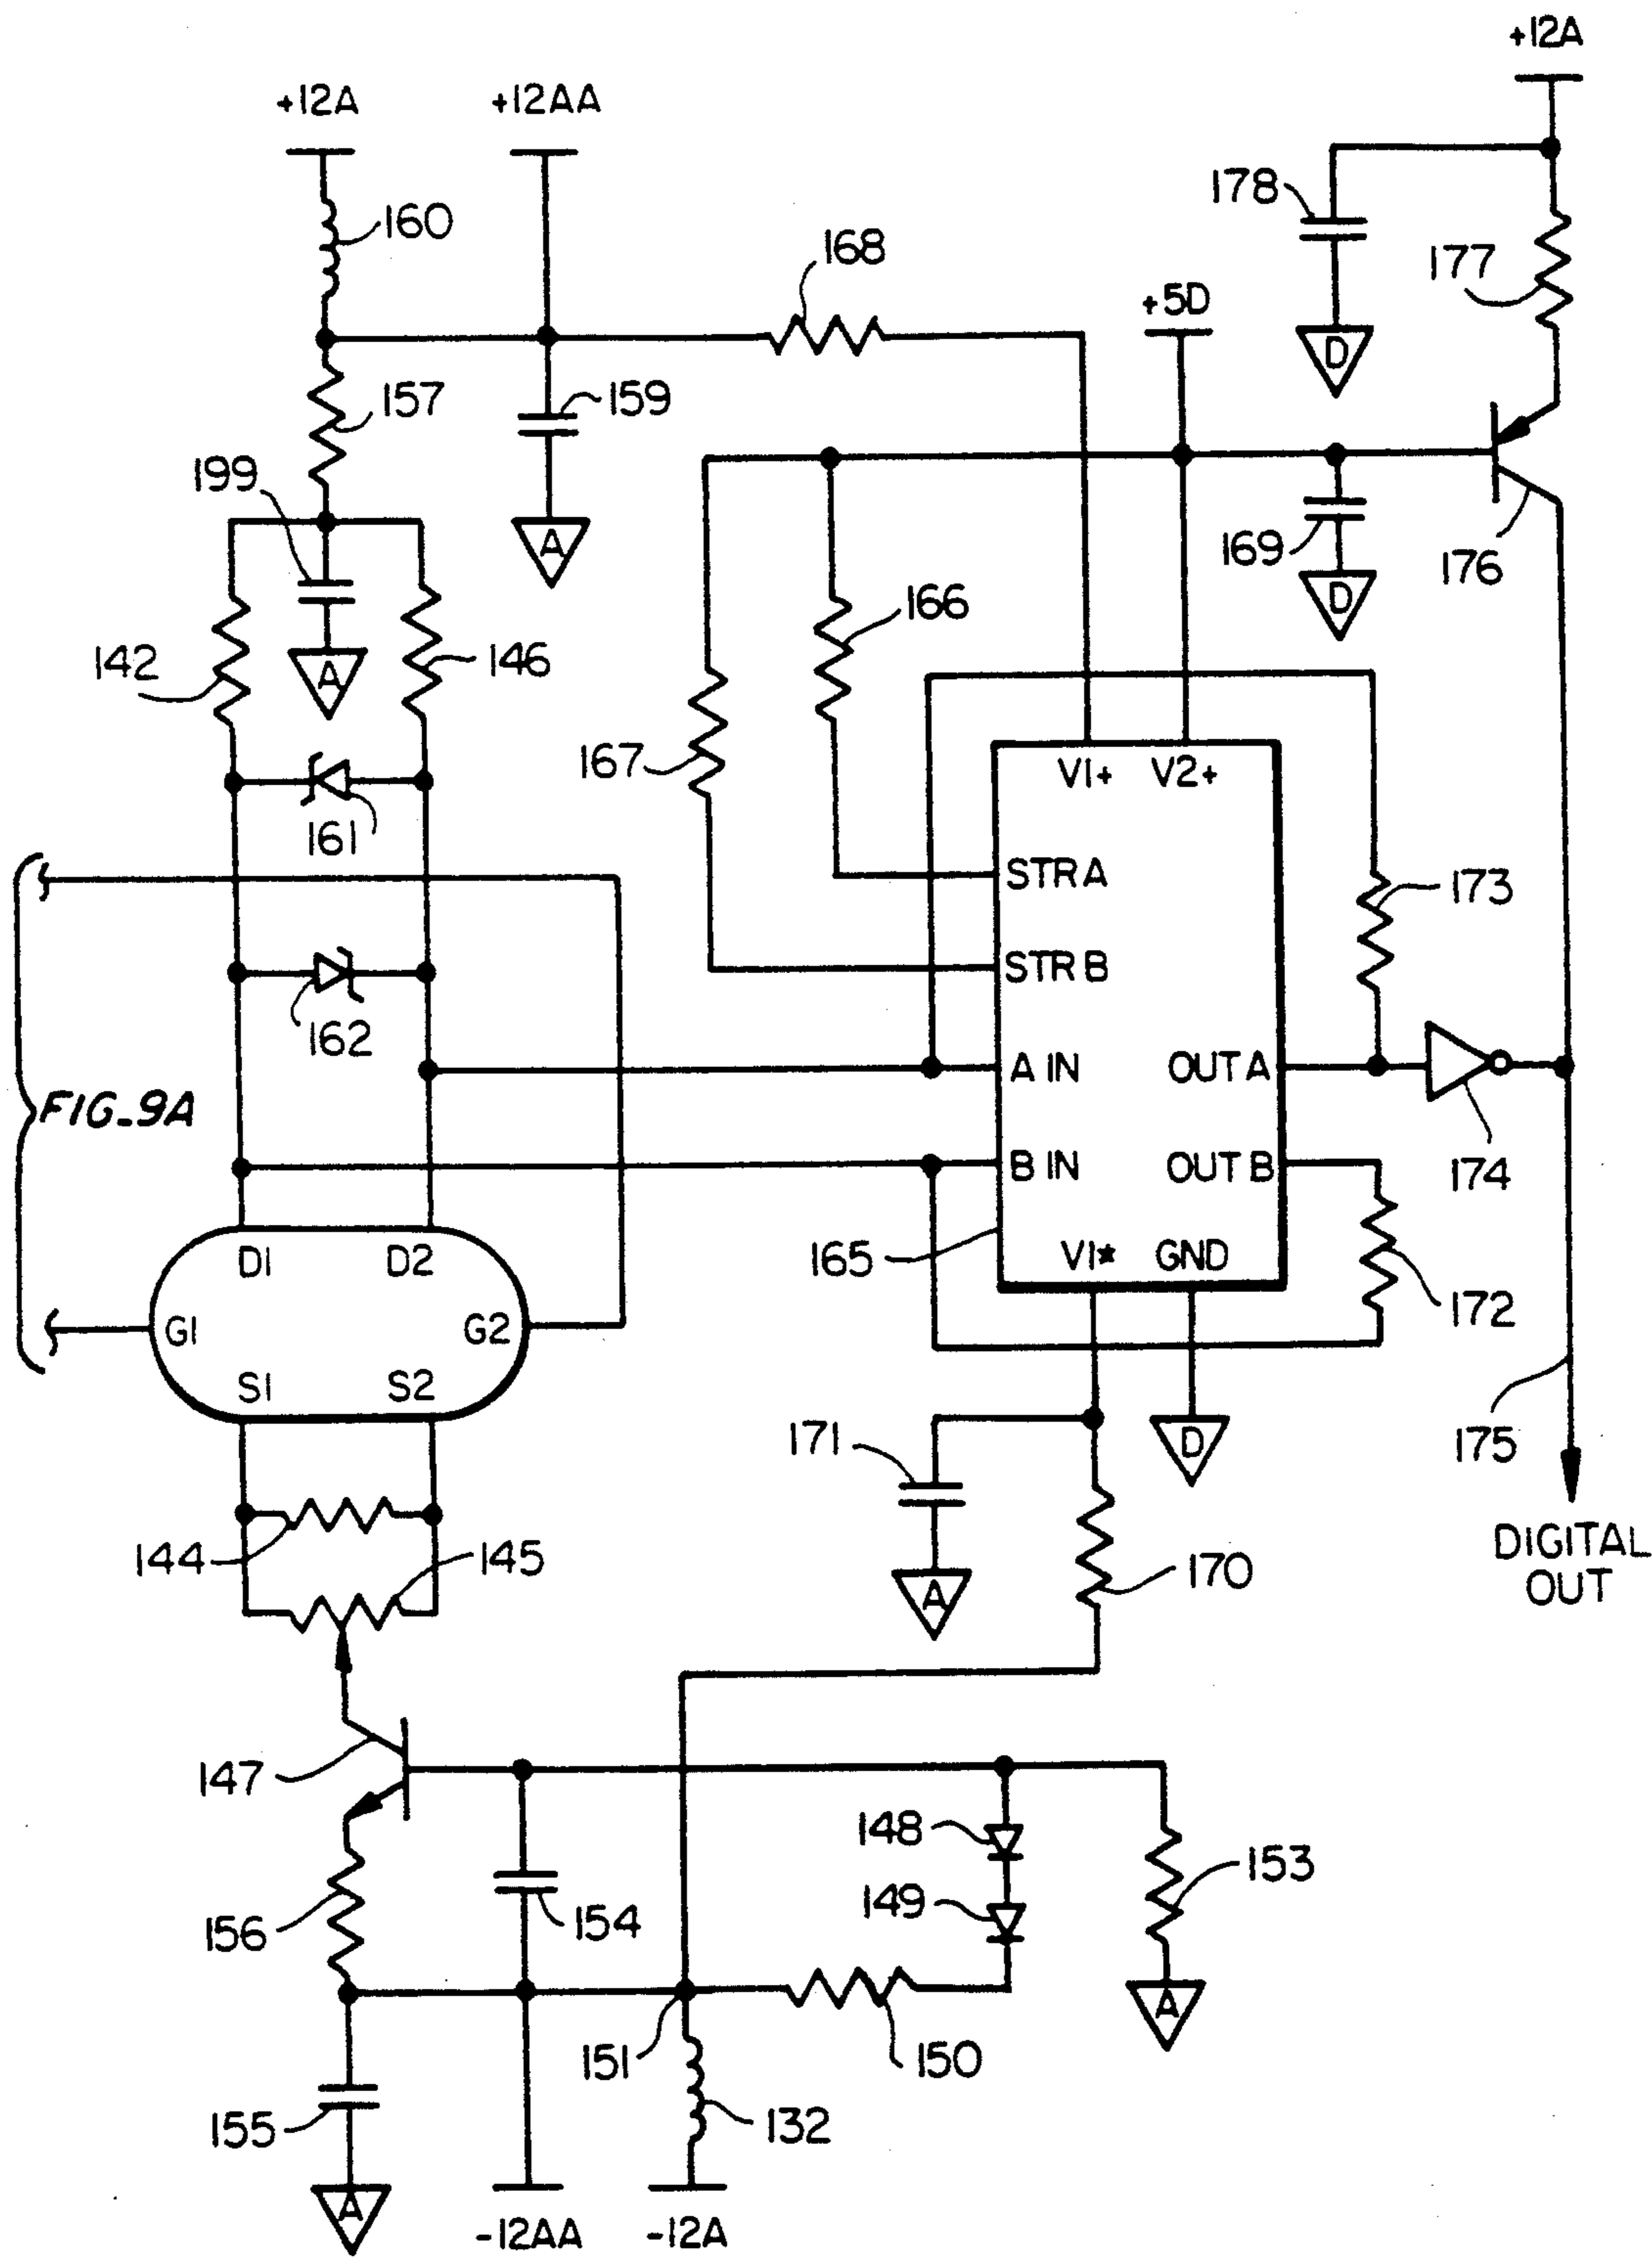 +12A
+12A
+12AA
178
160
168
177
+5D
157
159
D
199
A
169
176
D
142
A
146
166
167
V1+ V2+
161
STR A
173
STR B
162
A IN OUT A
FIG_9A
B IN OUT B
174
D1 D2
165
V1* GND
172
G1 G2
S1 S2
171
D
175
144
145
A
170
DIGITAL
OUT
147
148
153
149
156
154
A
151
150
155
132
A
-12AA
-12A